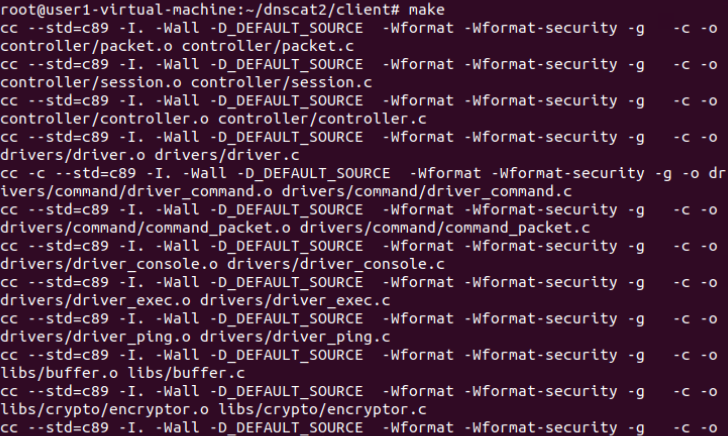 root@user1-virtual-machine:~/dnscat2/client# make
cc --std=c89 -I. -Wall -D_DEFAULT_SOURCE  -Wformat -Wformat-security -g   -c -o
controller/packet.o controller/packet.c
cc --std=c89 -I. -Wall -D_DEFAULT_SOURCE  -Wformat -Wformat-security -g   -c -o
controller/session.o controller/session.c
cc --std=c89 -I. -Wall -D_DEFAULT_SOURCE  -Wformat -Wformat-security -g   -c -o
controller/controller.o controller/controller.c
cc --std=c89 -I. -Wall -D_DEFAULT_SOURCE  -Wformat -Wformat-security -g   -c -o
drivers/driver.o drivers/driver.c
cc -c --std=c89 -I. -Wall -D_DEFAULT_SOURCE  -Wformat -Wformat-security -g -o dr
ivers/command/driver_command.o drivers/command/driver_command.c
cc --std=c89 -I. -Wall -D_DEFAULT_SOURCE  -Wformat -Wformat-security -g   -c -o
drivers/command/command_packet.o drivers/command/command_packet.c
cc --std=c89 -I. -Wall -D_DEFAULT_SOURCE  -Wformat -Wformat-security -g   -c -o
drivers/driver_console.o drivers/driver_console.c
cc --std=c89 -I. -Wall -D_DEFAULT_SOURCE  -Wformat -Wformat-security -g   -c -o
drivers/driver_exec.o drivers/driver_exec.c
cc --std=c89 -I. -Wall -D_DEFAULT_SOURCE  -Wformat -Wformat-security -g   -c -o
drivers/driver_ping.o drivers/driver_ping.c
cc --std=c89 -I. -Wall -D_DEFAULT_SOURCE  -Wformat -Wformat-security -g   -c -o
libs/buffer.o libs/buffer.c
cc --std=c89 -I. -Wall -D_DEFAULT_SOURCE  -Wformat -Wformat-security -g   -c -o
libs/crypto/encryptor.o libs/crypto/encryptor.c
cc --std=c89 -I. -Wall -D_DEFAULT_SOURCE  -Wformat -Wformat-security -g   -c -o